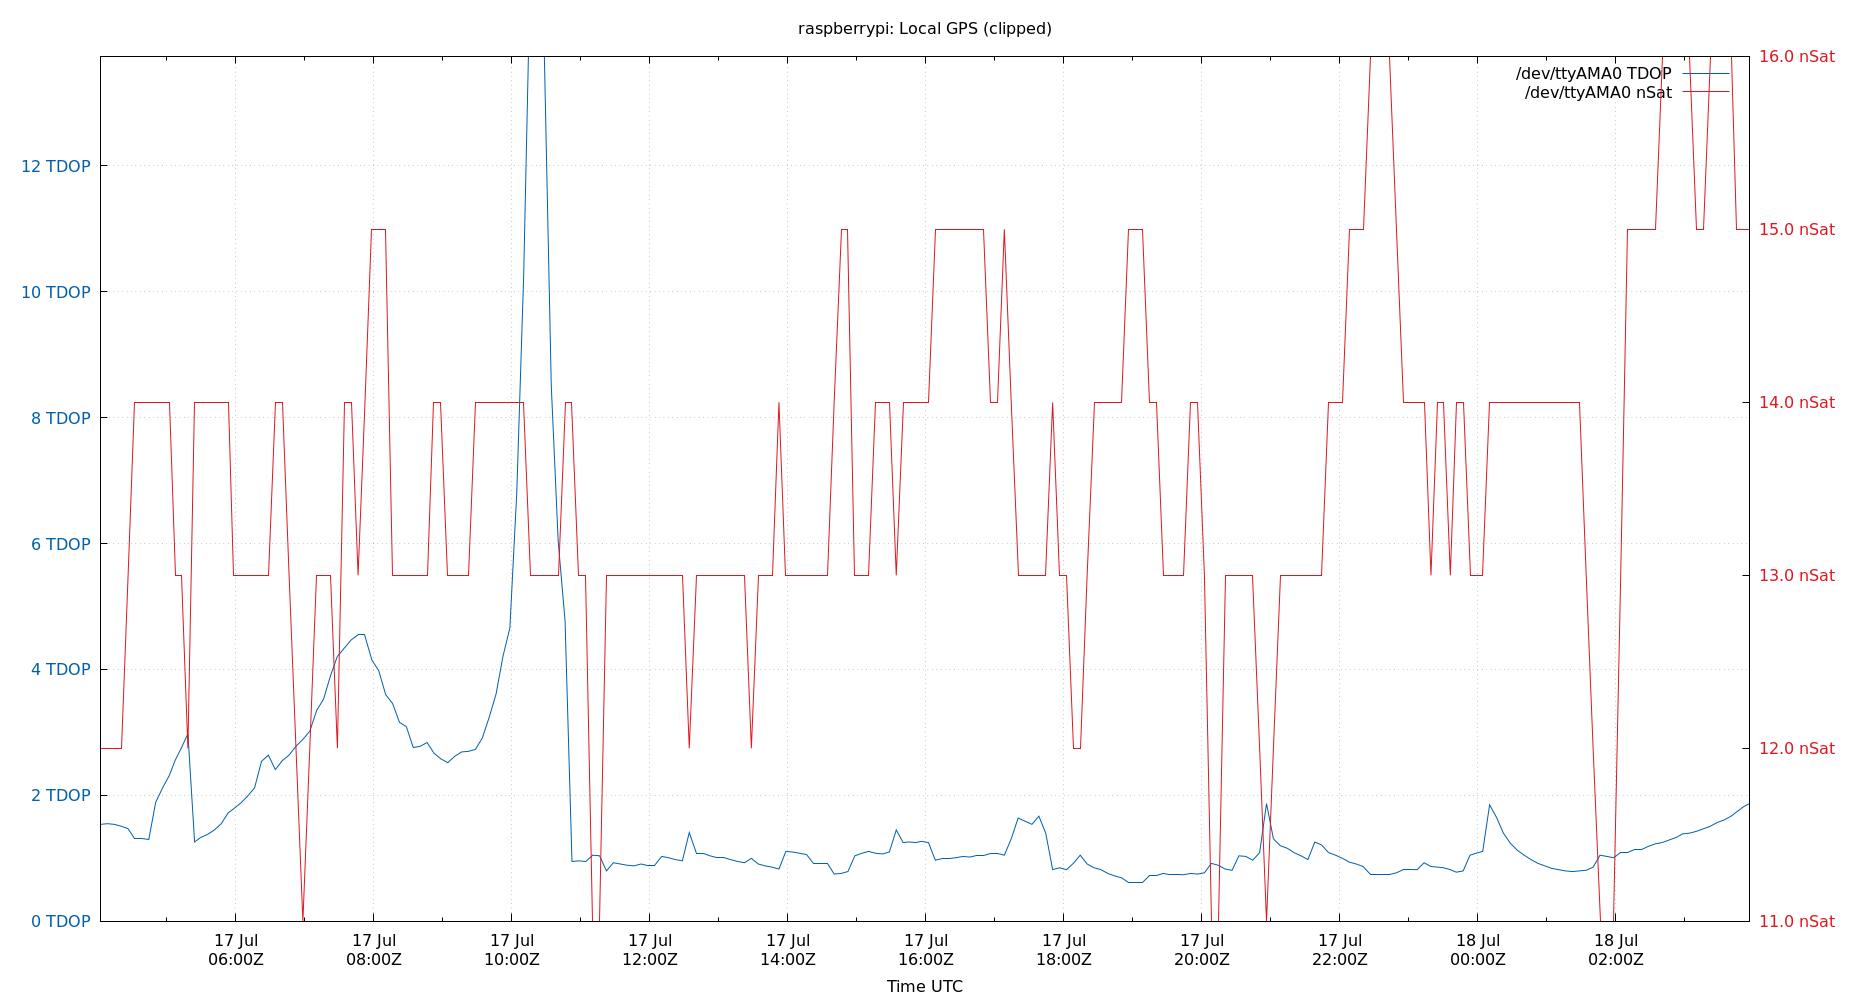 raspberrypi: Local GPS (clipped)
16.0 nSat
/dev/ttyAMA0 TDOP
/dev/ttyAMA0 nSat
12 TDOP
15.0 nSat
10 TDOP
14.0 nSat
8 TDOP
6 TDOP
13.0 nSat
4 TDOP
12.0 nSat
2 TDOP
0 TDOP
11.0 nSat
17 Jul 17 Jul 17 Jul 17 Jul 17 Jul 17 Jul 17 Jul 17 Jul 17 Jul 18 Jul 18 Jul
06:00Z 08:00Z 10:00Z 12:00Z 14:00Z 16:00Z 18:00Z 20:00Z 22:00Z 00:00Z 02:00Z
Time UTC